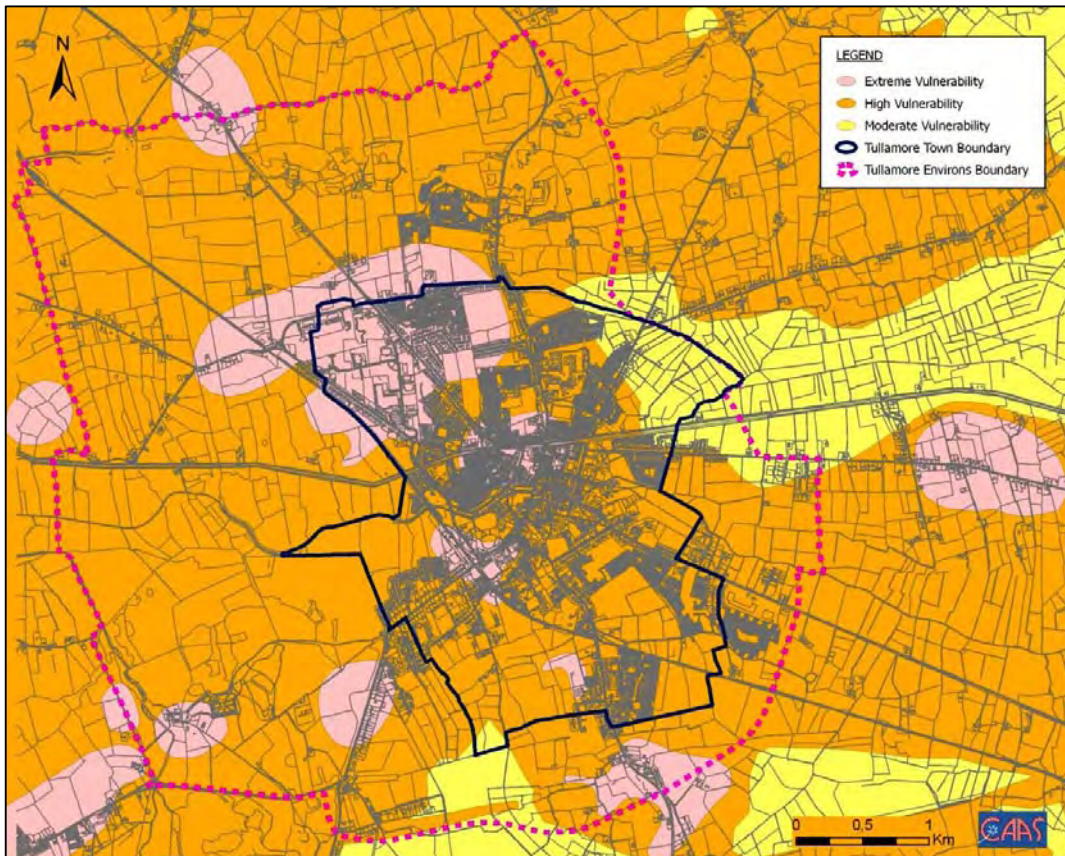 N
LEGEND
Extreme Vulnerability
High Vulnerability
Moderate Vulnerability
Tullamore Town Boundary
Tullamore Environs Boundary
0 0,5 1
Km
CAAS